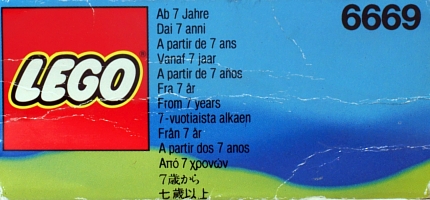 LEGO
®
Ab 7 Jahre
Dai 7 anni
A partir de 7 ans
Vanaf 7 jaar
A partir de 7 años
Fra 7 år
From 7 years
7-vuotiaista alkaen
Från 7 år
A partir dos 7 anos
Από 7 χρονών
7歳から
七歲以上
6669